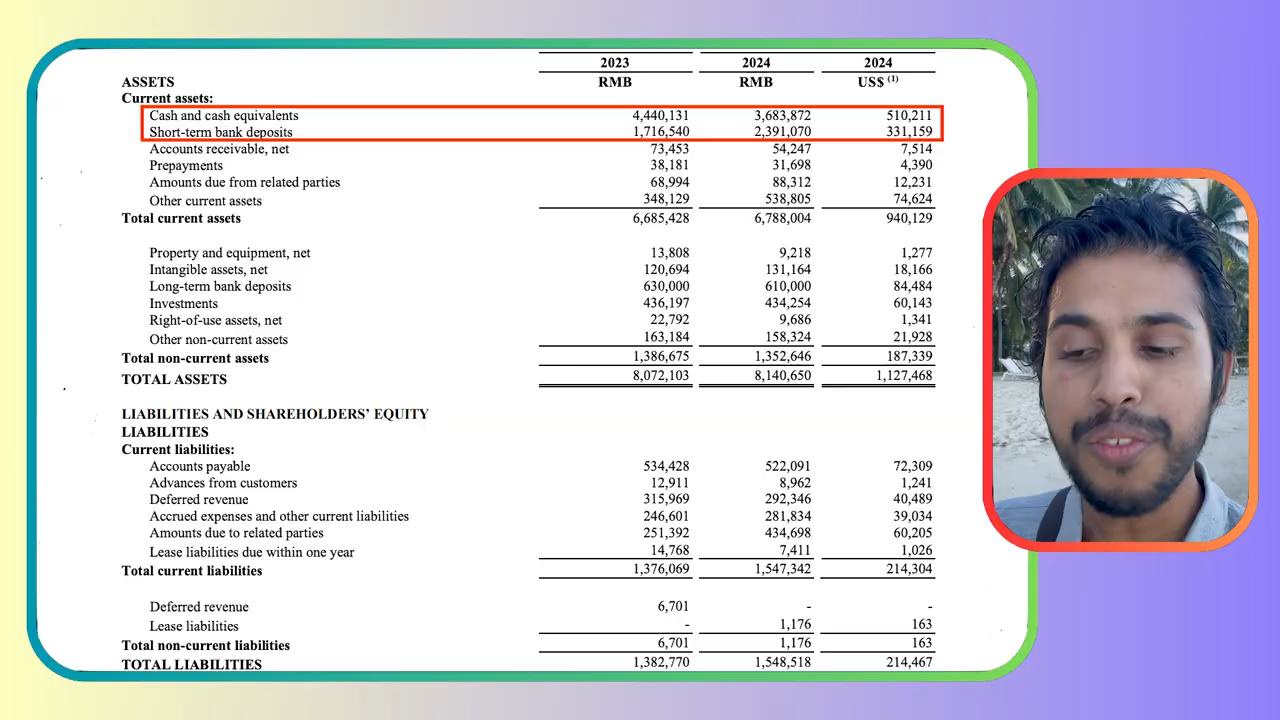 2023 2024 2024
ASSETS RMB RMB US$ (1)
Current assets:
Cash and cash equivalents 4,440,131 3,683,872 510,211
Short-term bank deposits 1,716,540 2,391,070 331,159
Accounts receivable, net 73,453 54,247 7,514
Prepayments 38,181 31,698 4,390
Amounts due from related parties 68,994 88,312 12,231
Other current assets 348,129 538,805 74,624
Total current assets 6,685,428 6,788,004 940,129
Property and equipment, net 13,808 9,218 1,277
Intangible assets, net 120,694 131,164 18,166
Long-term bank deposits 630,000 610,000 84,484
Investments 436,197 434,254 60,143
Right-of-use assets, net 22,792 9,686 1,341
Other non-current assets 163,184 158,324 21,928
Total non-current assets 1,386,675 1,352,646 187,339
TOTAL ASSETS 8,072,103 8,140,650 1,127,468
LIABILITIES AND SHAREHOLDERS’ EQUITY
LIABILITIES
Current liabilities:
Accounts payable 534,428 522,091 72,309
Advances from customers 12,911 8,962 1,241
Deferred revenue 315,969 292,346 40,489
Accrued expenses and other current liabilities 246,601 281,834 39,034
Amounts due to related parties 251,392 434,698 60,205
Lease liabilities due within one year 14,768 7,411 1,026
Total current liabilities 1,376,069 1,547,342 214,304
Deferred revenue 6,701 - -
Lease liabilities - 1,176 163
Total non-current liabilities 6,701 1,176 163
TOTAL LIABILITIES 1,382,770 1,548,518 214,467